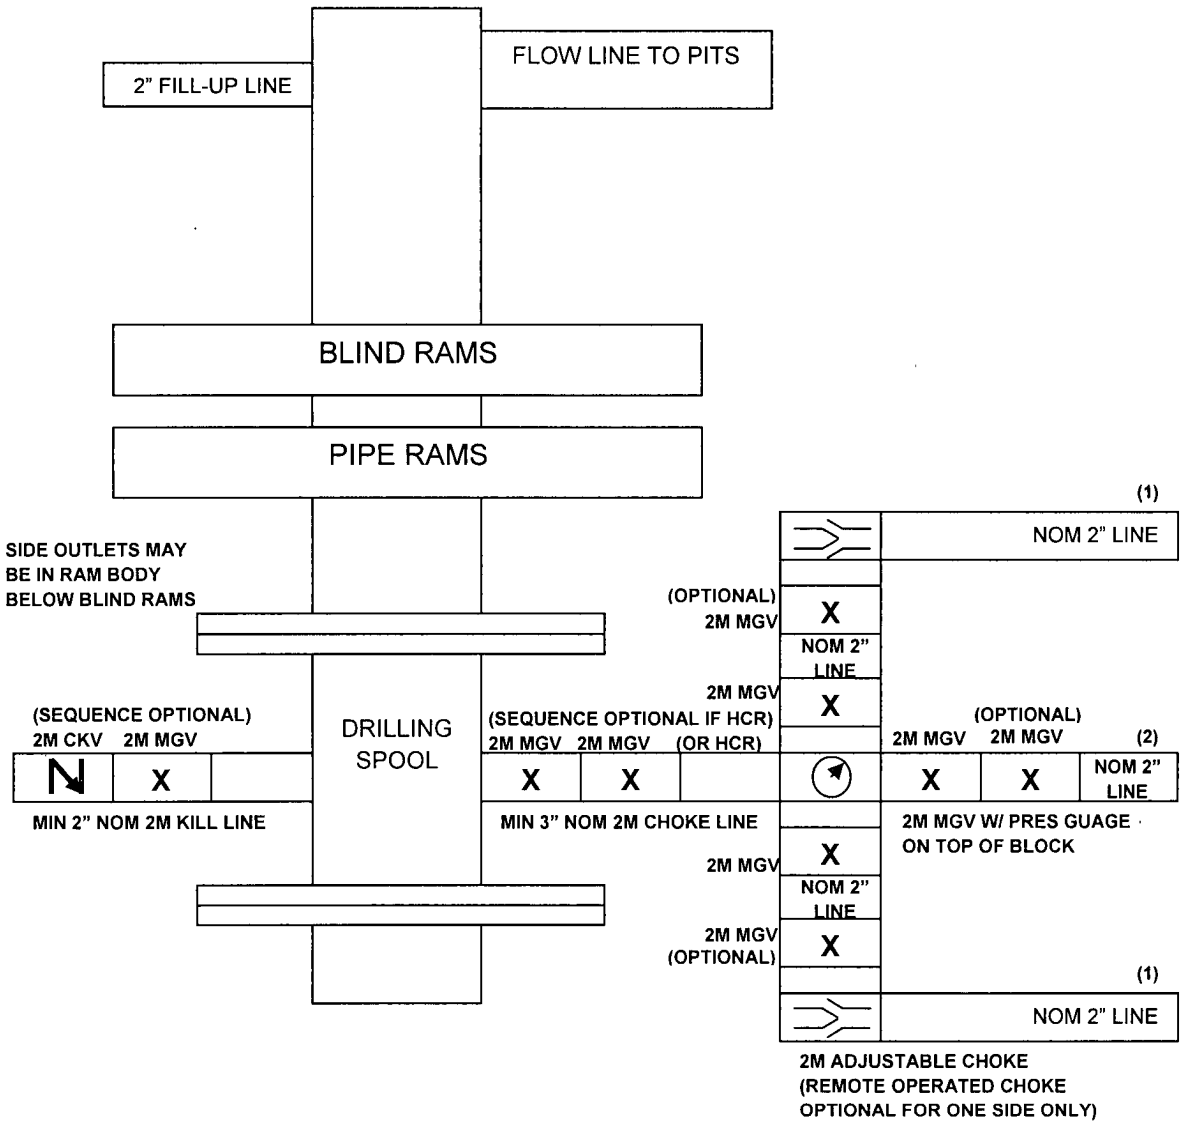 FLOW LINE TO PITS
2” FILL-UP LINE
BLIND RAMS
PIPE RAMS
(1)
NOM 2” LINE
SIDE OUTLETS MAY
BE IN RAM BODY
BELOW BLIND RAMS
(OPTIONAL)
2M MGV
X
NOM 2”
LINE
2M MGV
X
(SEQUENCE OPTIONAL)
2M CKV 2M MGV
X
MIN 2” NOM 2M KILL LINE
DRILLING
SPOOL
(SEQUENCE OPTIONAL IF HCR)
2M MGV 2M MGV (OR HCR)
X X
MIN 3” NOM 2M CHOKE LINE
(OPTIONAL)
2M MGV 2M MGV (2)
X X NOM 2”
LINE
2M MGV W/ PRES GUAGE
ON TOP OF BLOCK
2M MGV
X
NOM 2”
LINE
2M MGV
(OPTIONAL)
X
(1)
NOM 2” LINE
2M ADJUSTABLE CHOKE
(REMOTE OPERATED CHOKE
OPTIONAL FOR ONE SIDE ONLY)